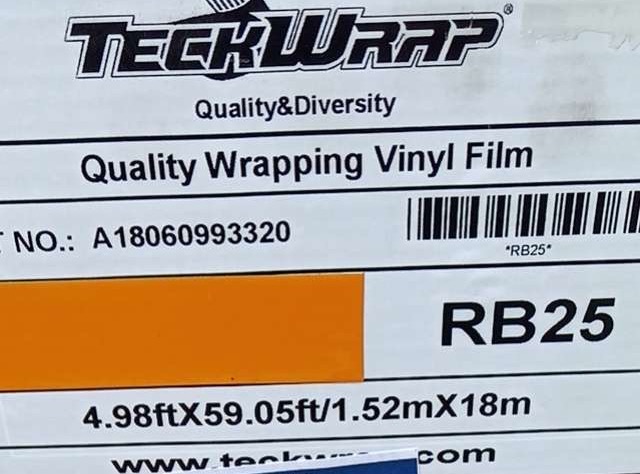 TECKWRAP®
Quality&Diversity
Quality Wrapping Vinyl Film
NO.: A18060993320
*RB25*
RB25
4.98ftX59.05ft/1.52mX18m